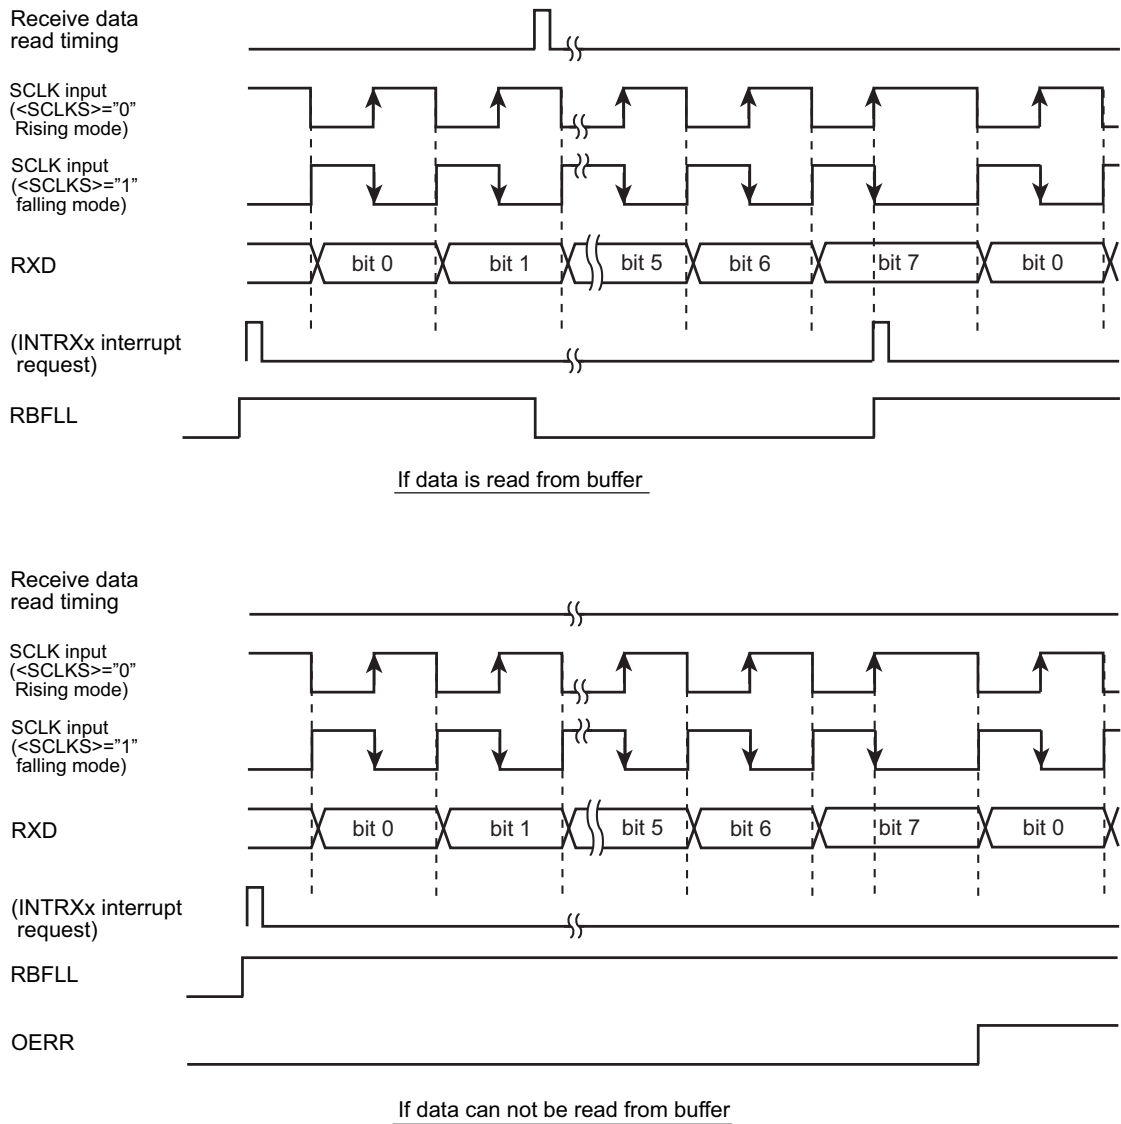 Receive data
read timing
SCLK input
(<SCLKS>="0"
Rising mode)
SCLK input
(<SCLKS>="1"
falling mode)
RXD
bit 0
bit 1
bit 5
bit 6
bit 7
bit 0
(INTRXx interrupt
request)
RBFLL
If data is read from buffer
Receive data
read timing
SCLK input
(<SCLKS>="0"
Rising mode)
SCLK input
(<SCLKS>="1"
falling mode)
RXD
bit 0
bit 1
bit 5
bit 6
bit 7
bit 0
(INTRXx interrupt
request)
RBFLL
OERR
If data can not be read from buffer